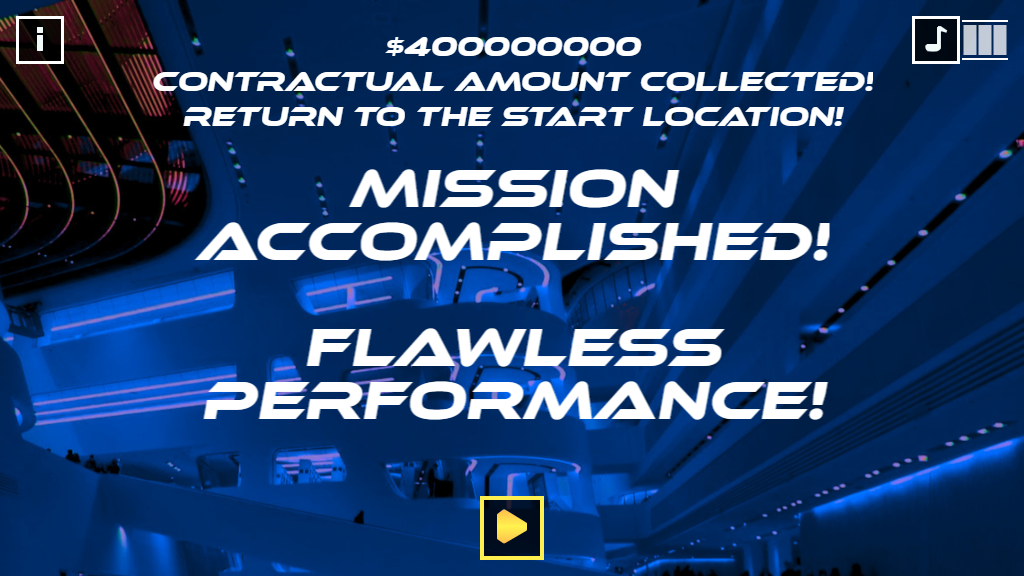 i
$400000000
CONTRACTUAL AMOUNT COLLECTED!
RETURN TO THE START LOCATION!
MISSION
ACCOMPLISHED!
FLAWLESS
PERFORMANCE!